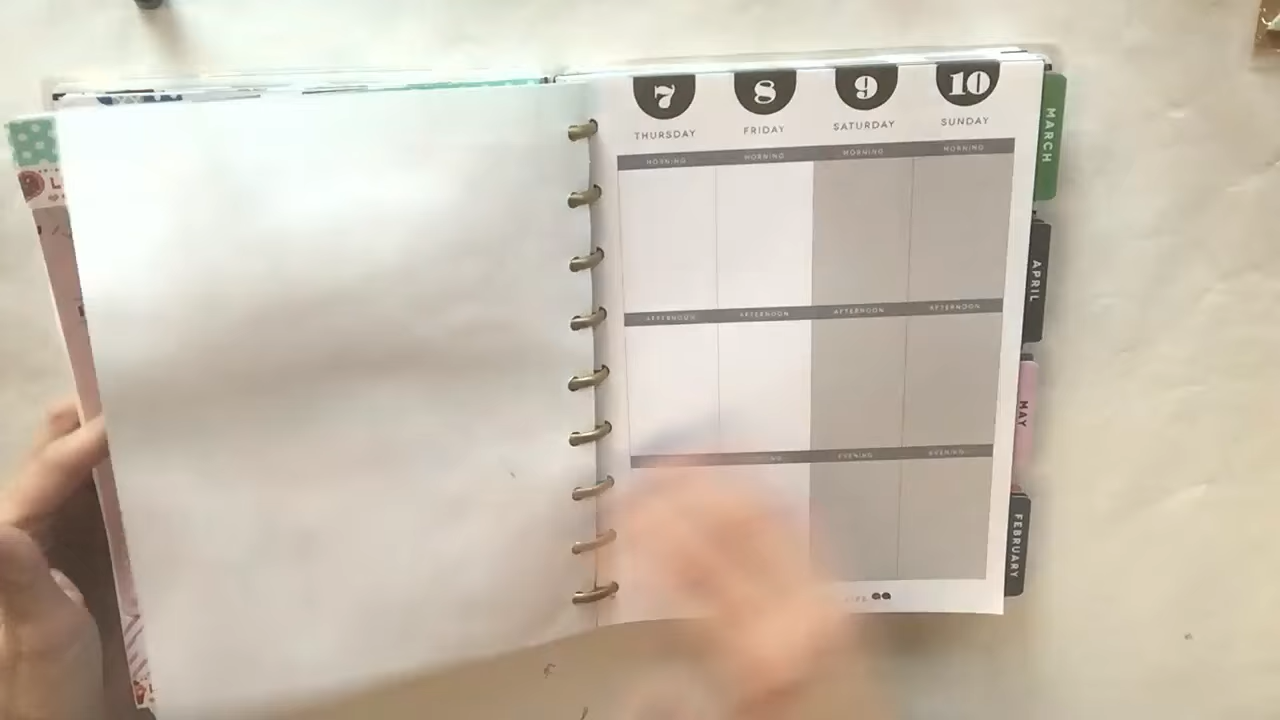 7 8 9 10
THURSDAY FRIDAY SATURDAY SUNDAY
MORNING MORNING MORNING MORNING
AFTERNOON AFTERNOON AFTERNOON AFTERNOON
EVENING EVENING
MARCH
APRIL
MAY
FEBRUARY